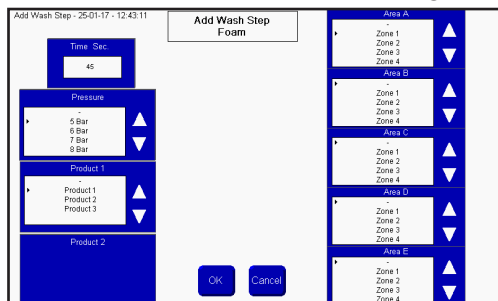 Add Wash Step - 25-01-17 - 12:43:11
Add Wash Step
Foam
Time Sec.
45
Pressure
-
5 Bar
6 Bar
7 Bar
8 Bar
Product 1
-
Product 1
Product 2
Product 3
Product 2
OK
Cancel
Area A
-
Zone 1
Zone 2
Zone 3
Zone 4
Area B
-
Zone 1
Zone 2
Zone 3
Zone 4
Area C
-
Zone 1
Zone 2
Zone 3
Zone 4
Area D
-
Zone 1
Zone 2
Zone 3
Zone 4
Area E
-
Zone 1
Zone 2
Zone 3
Zone 4